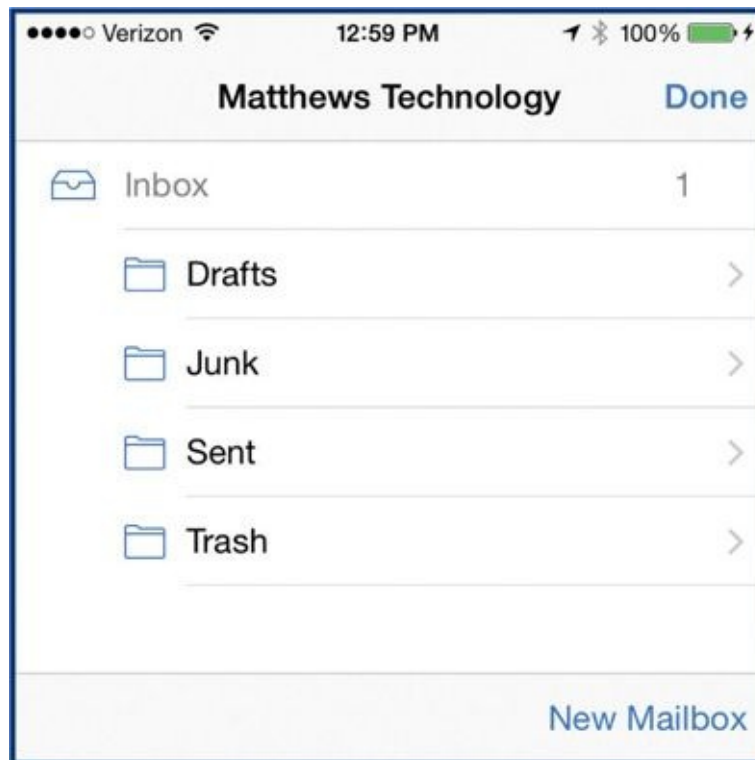 Verizon 12:59 PM 100%
Matthews Technology Done
Inbox 1
Drafts
Junk
Sent
Trash
New Mailbox